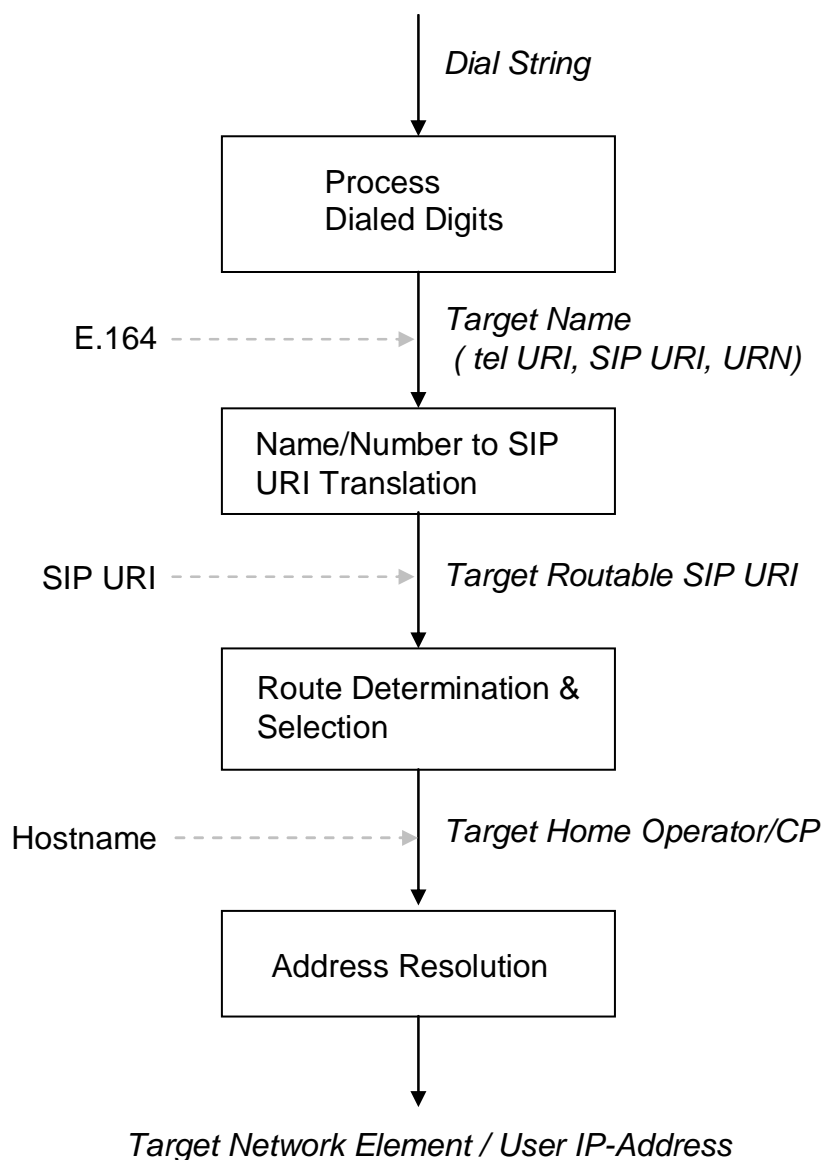 Dial String
Process
Dialed Digits
E.164
Target Name
( tel URI, SIP URI, URN)
Name/Number to SIP
URI Translation
SIP URI
Target Routable SIP URI
Route Determination &
Selection
Hostname
Target Home Operator/CP
Address Resolution
Target Network Element / User IP-Address